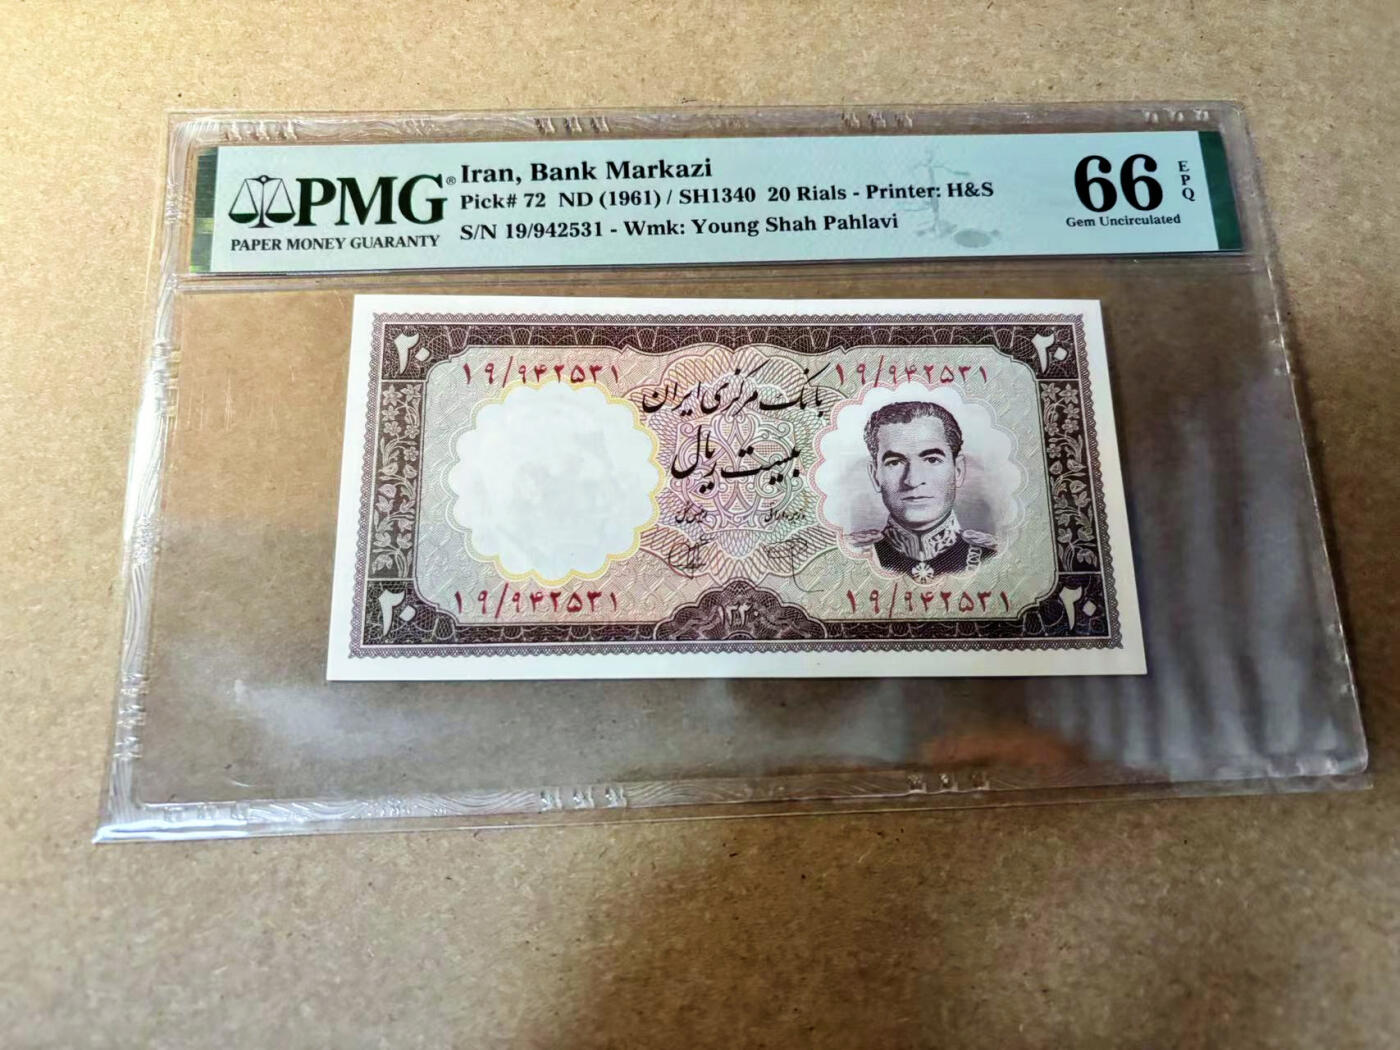 PMG®
PAPER MONEY GUARANTY
Iran, Bank Markazi
Pick# 72 ND (1961) / SH1340 20 Rials - Printer: H&S
S/N 19/942531 - Wmk: Young Shah Pahlavi
66
EPQ
Gem Uncirculated
۲۰
۲۰
۱۹/۹۴۲۵۳۱
۱۹/۹۴۲۵۳۱
بانک مرکزی ایران
بیست ریال
۱۹/۹۴۲۵۳۱
۱۹/۹۴۲۵۳۱
۲۰
۱۳۴۰
۲۰